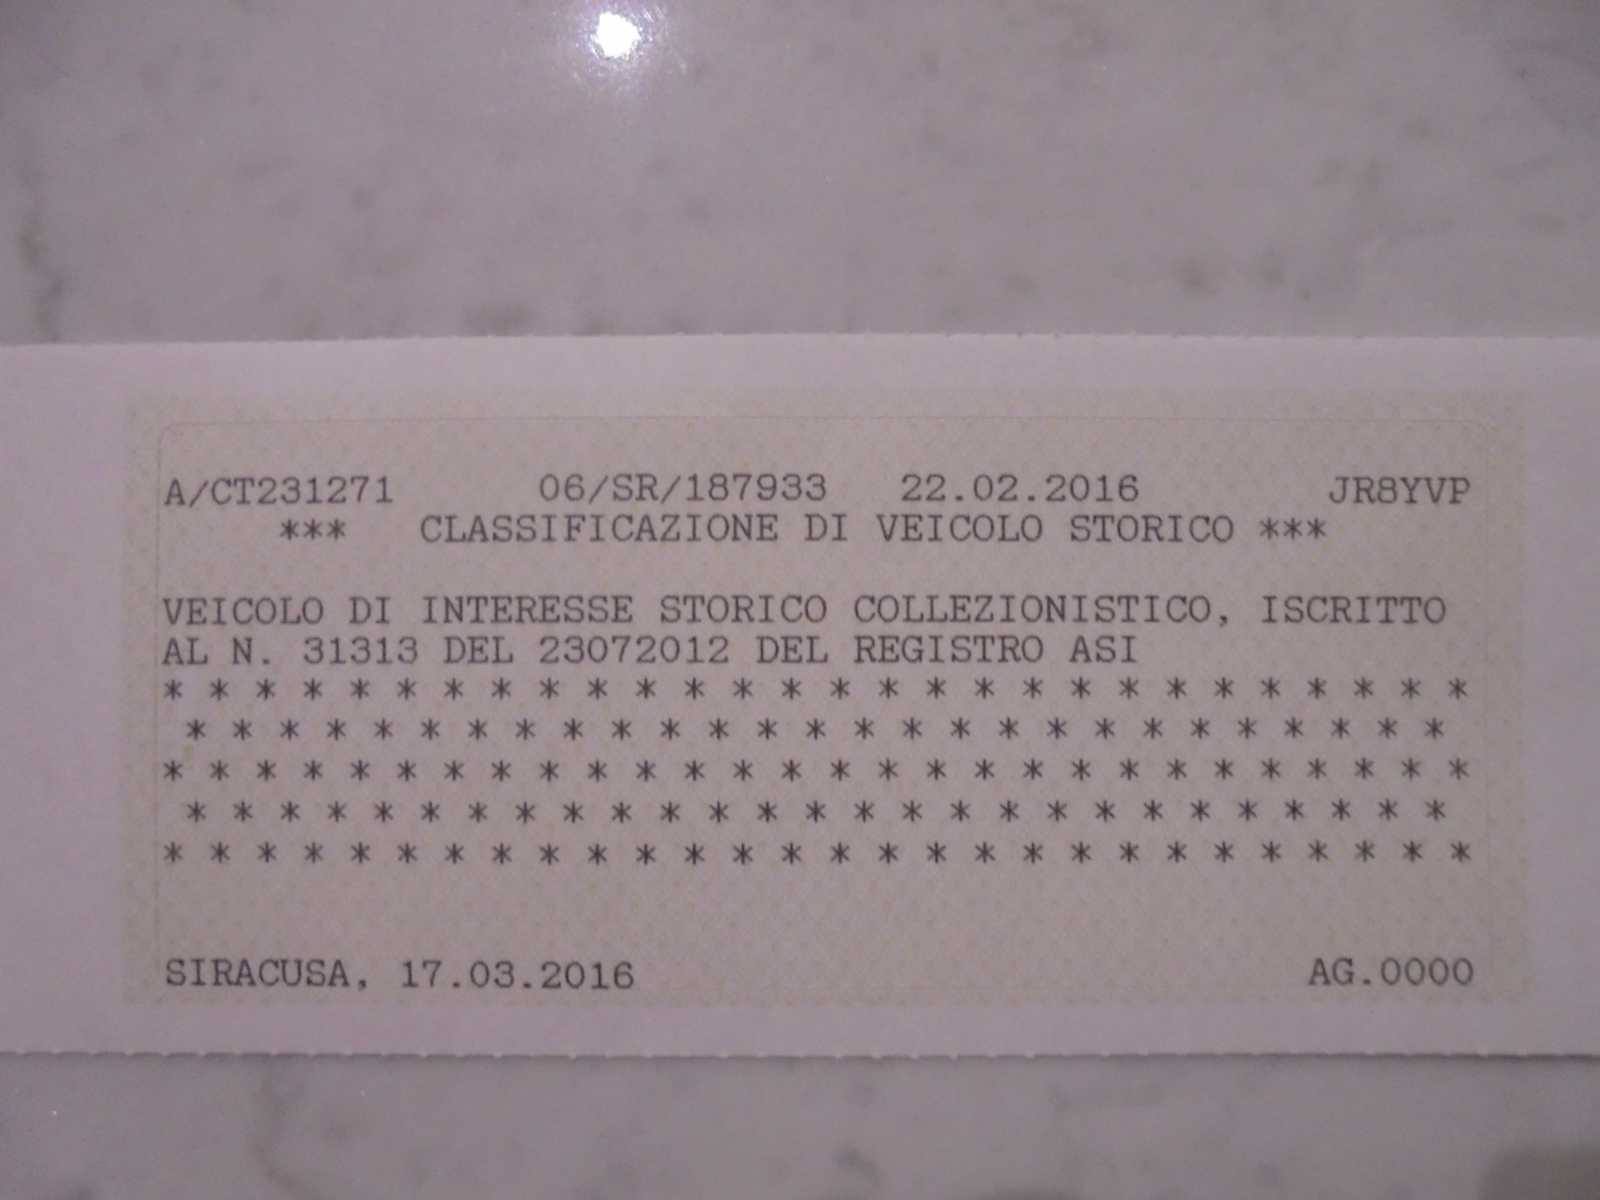 A/CT231271 06/SR/187933 22.02.2016 JR8YVP
*** CLASSIFICAZIONE DI VEICOLO STORICO ***
VEICOLO DI INTERESSE STORICO COLLEZIONISTICO, ISCRITTO
AL N. 31313 DEL 23072012 DEL REGISTRO ASI
* * * * * * * * * * * * * * * * * * * * * * * * * * * *
* * * * * * * * * * * * * * * * * * * * * * * * * * *
* * * * * * * * * * * * * * * * * * * * * * * * * * * *
* * * * * * * * * * * * * * * * * * * * * * * * * * *
* * * * * * * * * * * * * * * * * * * * * * * * * * * *
SIRACUSA, 17.03.2016 AG.0000